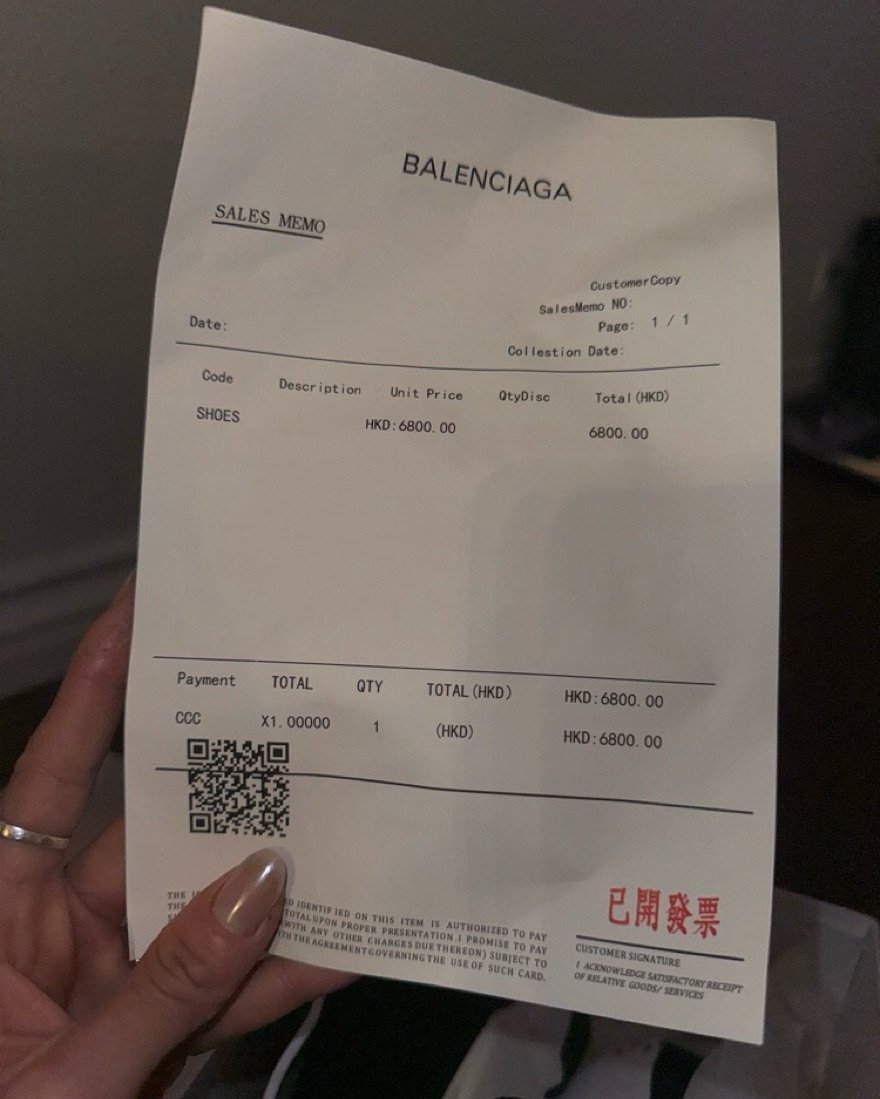 BALENCIAGA
SALES MEMO
CustomerCopy
SalesMemo NO:
Page: 1 / 1
Date:
Collestion Date:
Code Description Unit Price QtyDisc Total(HKD)
SHOES HKD:6800.00 6800.00
Payment TOTAL QTY TOTAL(HKD) HKD:6800.00
CCC X1.00000 1 (HKD) HKD:6800.00
已開發票
THE IDENTIFIED ON THIS ITEM IS AUTHORIZED TO PAY
THE TOTAL UPON PROPER PRESENTATION.I PROMISE TO PAY
WITH ANY OTHER CHARGES DUE THEREON) SUBJECT TO
THE AGREEMENT GOVERNING THE USE OF SUCH CARD.
CUSTOMER SIGNATURE
I ACKNOWLEDGE SATISFACTORY RECEIPT
OF RELATIVE GOODS/ SERVICES